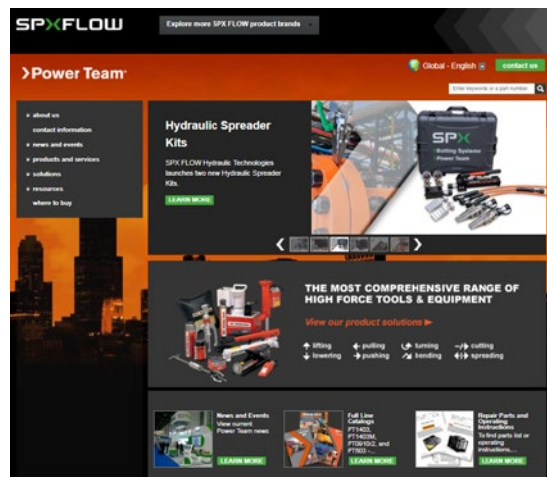 SPXFLOW
Explore more SPX FLOW product brands
>Power Team
Global - English
contact us
Enter keywords or a part number
about us
contact information
news and events
products and services
solutions
resources
where to buy
Hydraulic Spreader
Kits
SPX FLOW Hydraulic Technologies
launches two new Hydraulic Spreader
Kits.
LEARN MORE
SPX
Bolting Systems
Power Team
THE MOST COMPREHENSIVE RANGE OF
HIGH FORCE TOOLS & EQUIPMENT
View our product solutions
lifting pulling turning cutting
lowering pushing bending spreading
News and Events
View current
Power Team news
LEARN MORE
Full Line
Catalogs
PT1403,
PT1403M,
PT0910/2, and
PT503 -...
LEARN MORE
Repair Parts and
Operating
Instructions
To find parts list or
operating
instructions,...
LEARN MORE